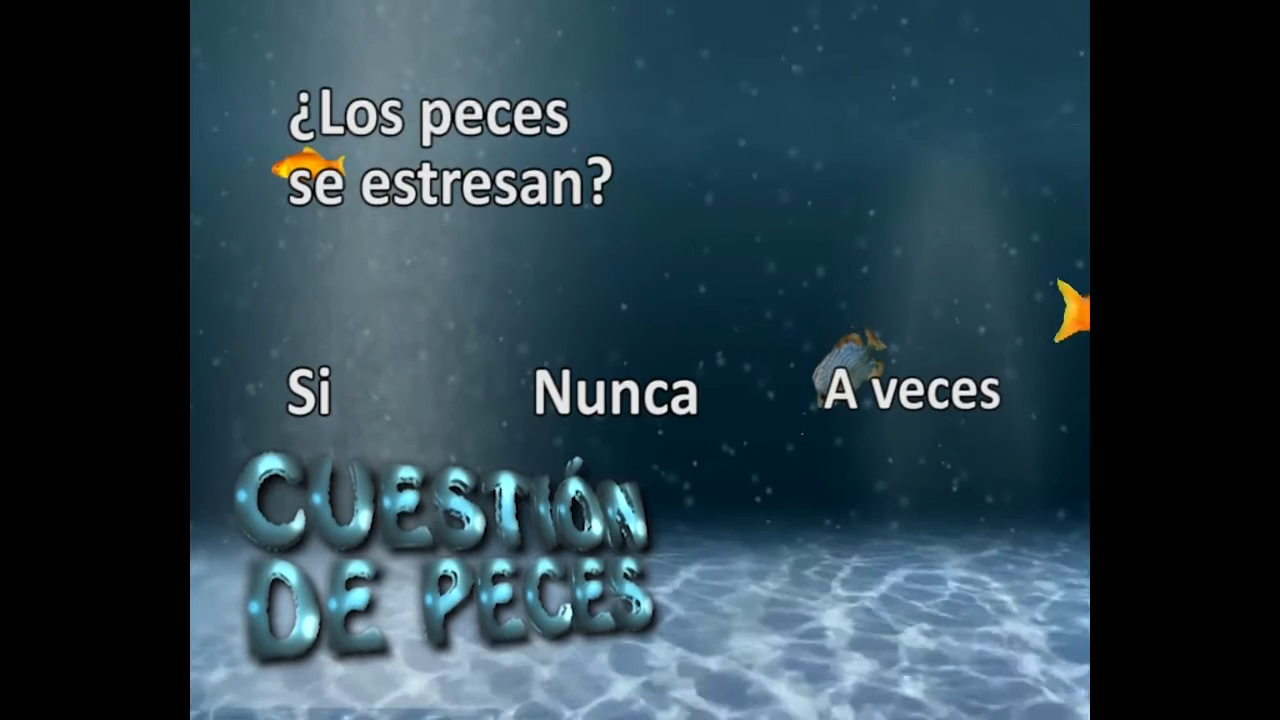 ¿Los peces
se estresan?
Si
Nunca
A veces
CUESTIÓN
DE PECES